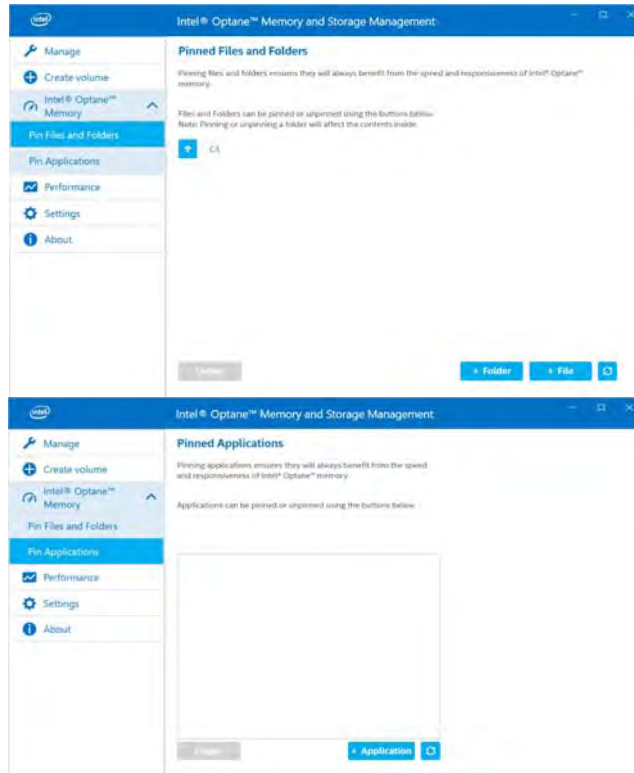 intel
Intel® Optane™ Memory and Storage Management
Manage
Create volume
Intel® Optane™
Memory
Pin Files and Folders
Pin Applications
Performance
Settings
About
Pinned Files and Folders
Pinning files and folders ensures they will always benefit from the speed and responsiveness of Intel® Optane™
memory.
Files and Folders can be pinned or unpinned using the buttons below.
Note: Pinning or unpinning a folder will affect the contents inside.
C:\
+ Folder
+ File
intel
Intel® Optane™ Memory and Storage Management
Manage
Create volume
Intel® Optane™
Memory
Pin Files and Folders
Pin Applications
Performance
Settings
About
Pinned Applications
Pinning applications ensures they will always benefit from the speed
and responsiveness of Intel® Optane™ memory.
Applications can be pinned or unpinned using the buttons below.
+ Application